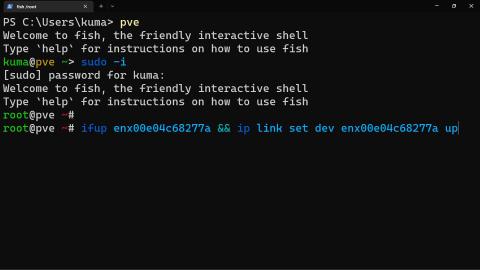 fish /root
PS C:\Users\kuma> pve
Welcome to fish, the friendly interactive shell
Type `help` for instructions on how to use fish
kuma@pve ~> sudo -i
[sudo] password for kuma:
Welcome to fish, the friendly interactive shell
Type `help` for instructions on how to use fish
root@pve ~#
root@pve ~# ifup enx00e04c68277a && ip link set dev enx00e04c68277a up